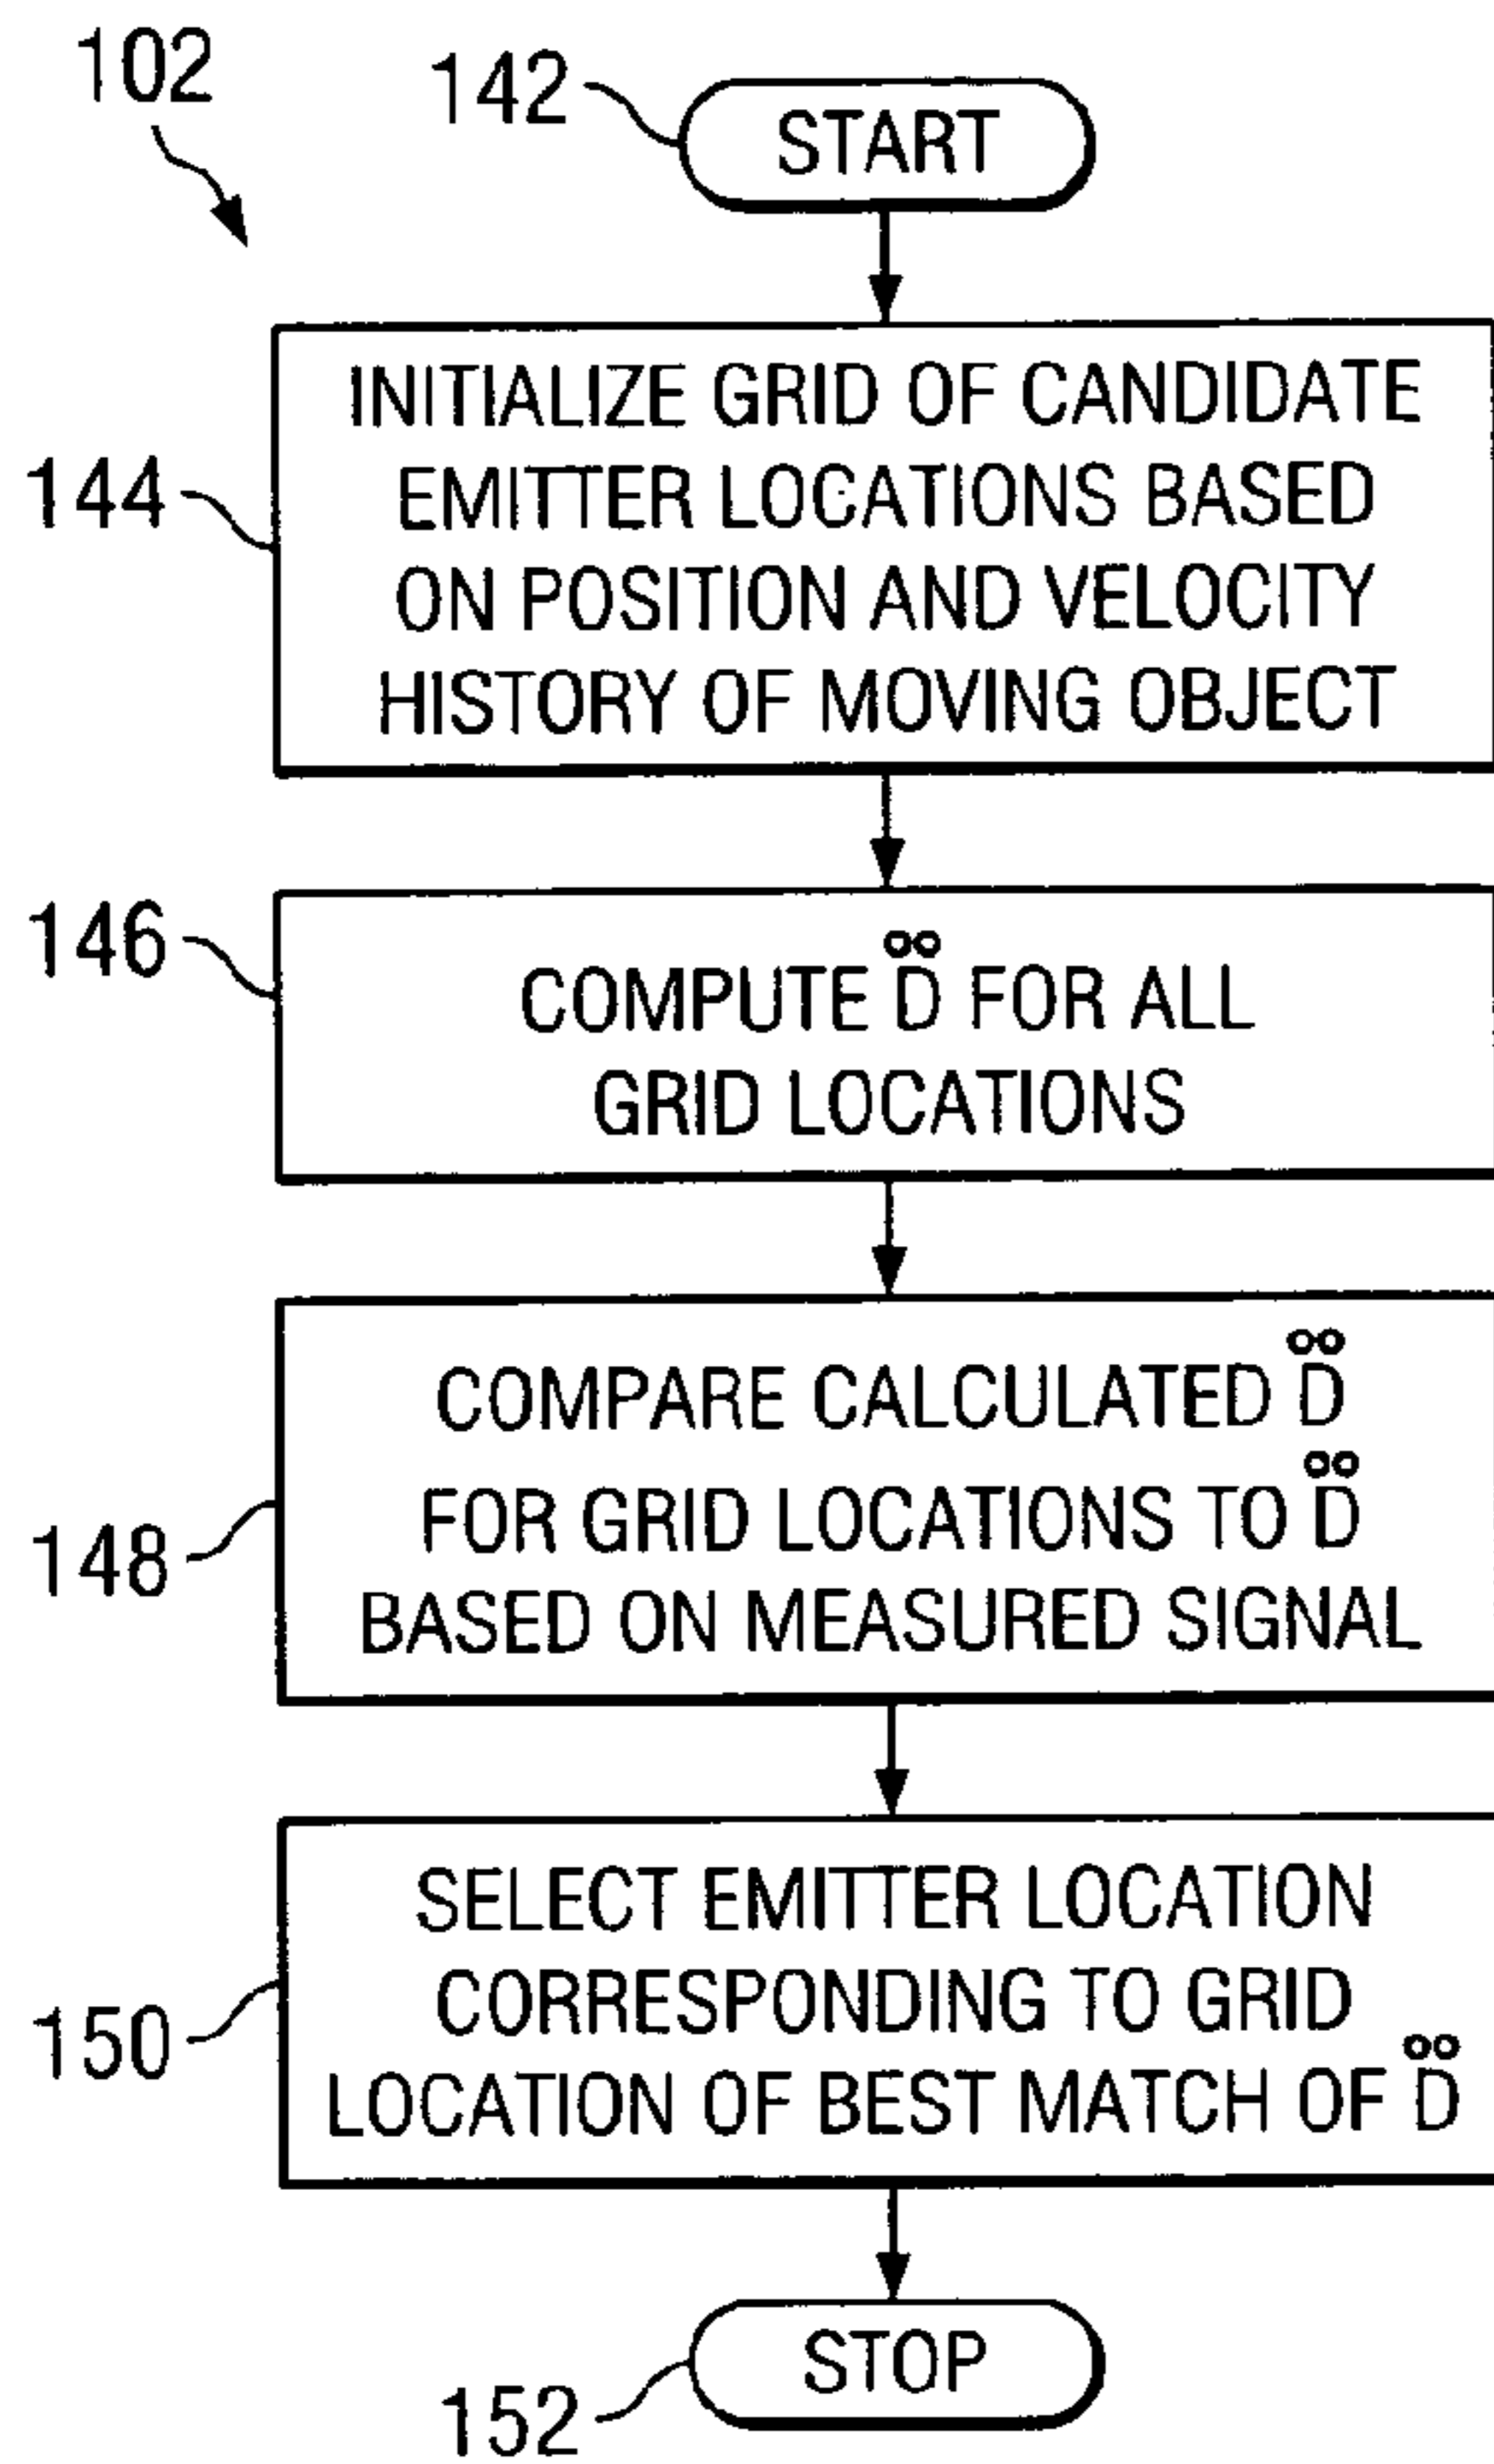 102
142
START
144
INITIALIZE GRID OF CANDIDATE
EMITTER LOCATIONS BASED
ON POSITION AND VELOCITY
HISTORY OF MOVING OBJECT
146
COMPUTE D̈ FOR ALL
GRID LOCATIONS
148
COMPARE CALCULATED D̈
FOR GRID LOCATIONS TO D̈
BASED ON MEASURED SIGNAL
150
SELECT EMITTER LOCATION
CORRESPONDING TO GRID
LOCATION OF BEST MATCH OF D̈
STOP
152